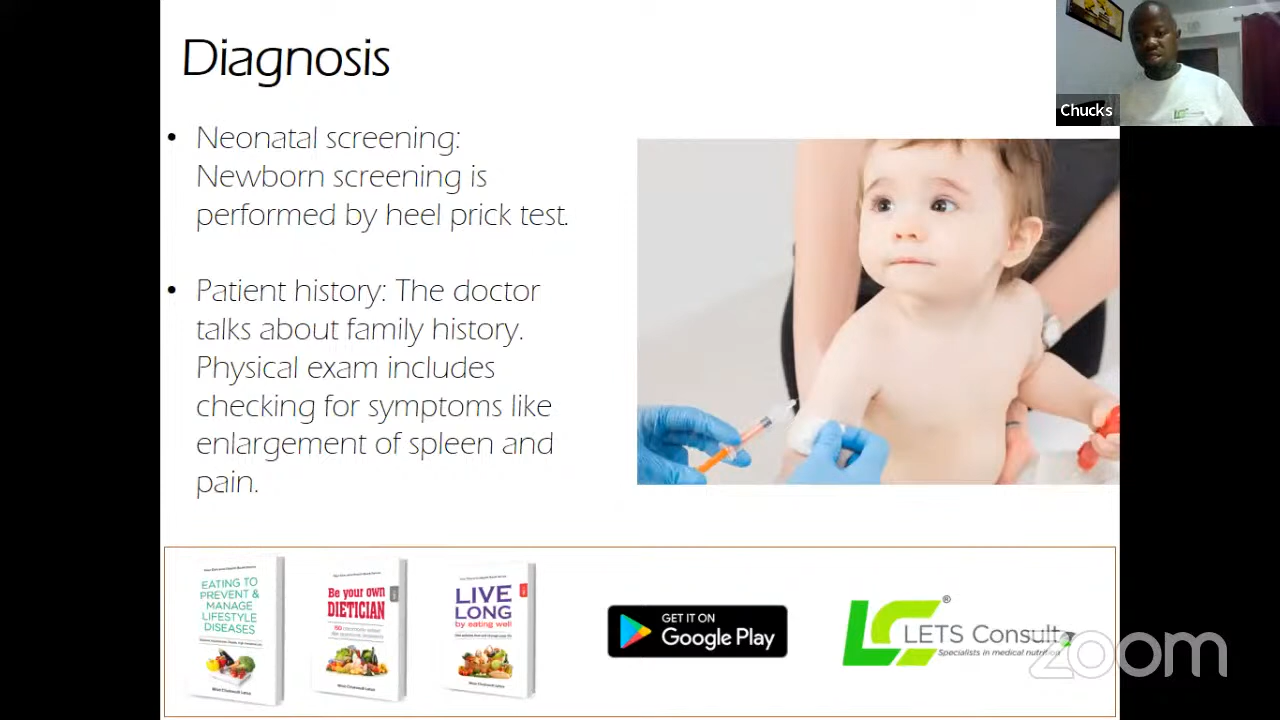 Diagnosis
Chucks
• Neonatal screening:
Newborn screening is
performed by heel prick test.
• Patient history: The doctor
talks about family history.
Physical exam includes
checking for symptoms like
enlargement of spleen and
pain.
EATING TO
PREVENT &
MANAGE
LIFESTYLE
DISEASES
Be your own
DIETICIAN
LIVE
LONG
by eating well
GET IT ON
Google Play
LC®
LETS Consult
Specialists in medical nutrition
zoom